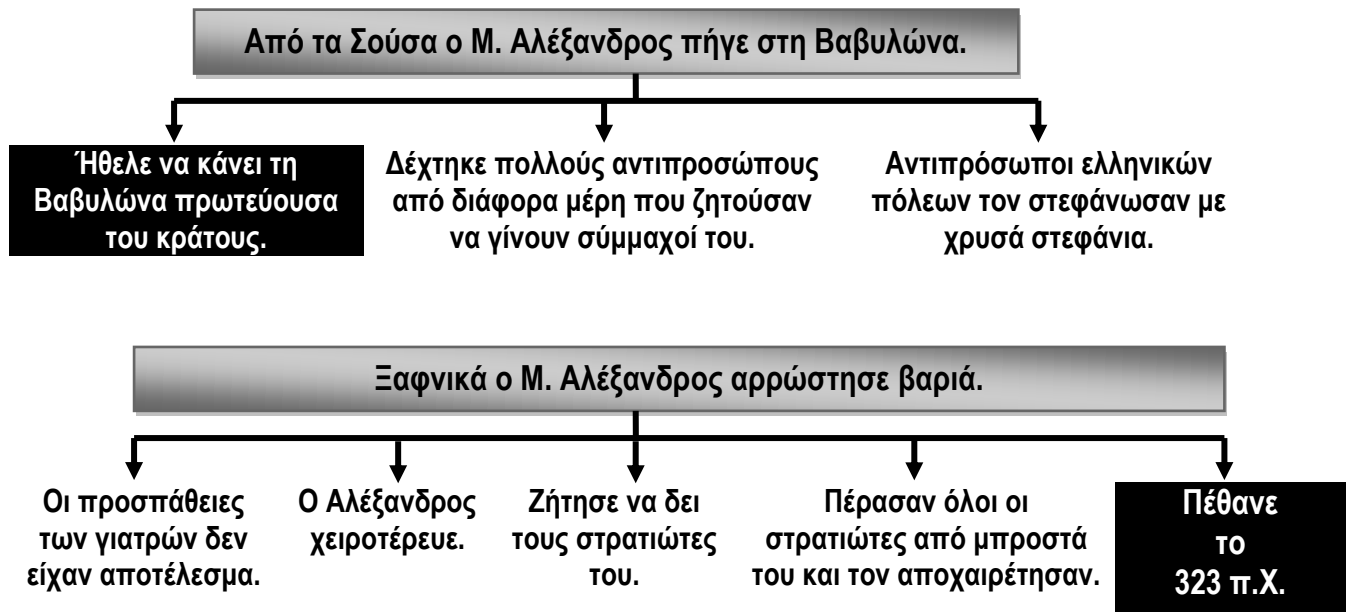 Από τα Σούσα ο Μ. Αλέξανδρος πήγε στη Βαβυλώνα.
Ήθελε να κάνει τη
Βαβυλώνα πρωτεύουσα
του κράτους.
Δέχτηκε πολλούς αντιπροσώπους
από διάφορα μέρη που ζητούσαν
να γίνουν σύμμαχοί του.
Αντιπρόσωποι ελληνικών
πόλεων τον στεφάνωσαν με
χρυσά στεφάνια.
Ξαφνικά ο Μ. Αλέξανδρος αρρώστησε βαριά.
Οι προσπάθειες
των γιατρών δεν
είχαν αποτέλεσμα.
Ο Αλέξανδρος
χειροτέρευε.
Ζήτησε να δει
τους στρατιώτες
του.
Πέρασαν όλοι οι
στρατιώτες από μπροστά
του και τον αποχαιρέτησαν.
Πέθανε
το
323 π.Χ.